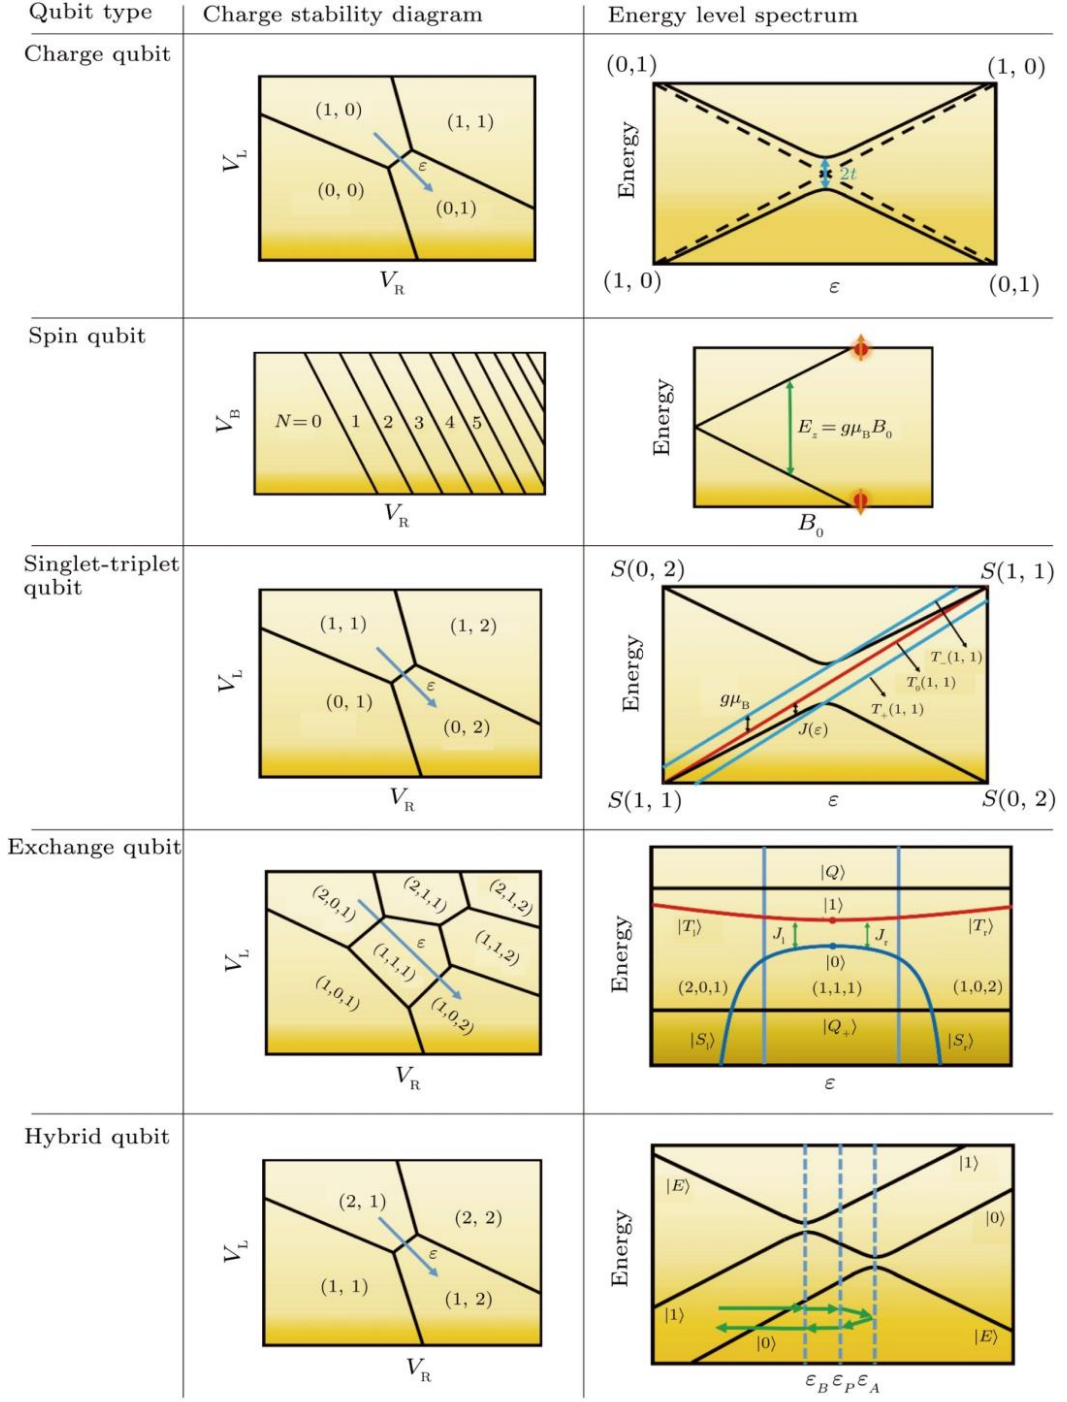 Qubit type
Charge stability diagram
Energy level spectrum
Charge qubit
V_L
(1, 0)
(1, 1)
(0, 0)
ε
(0,1)
V_R
(0,1)
(1, 0)
Energy
2t
(1, 0)
ε
(0,1)
Spin qubit
V_B
N=0 1 2 3 4 5
V_R
Energy
E_z = gμ_B B_0
B_0
Singlet-triplet
qubit
V_L
(1, 1)
(1, 2)
(0, 1)
ε
(0, 2)
V_R
S(0, 2)
S(1, 1)
Energy
T_−(1, 1)
T_0(1, 1)
T_+(1, 1)
gμ_B
J(ε)
S(1, 1)
ε
S(0, 2)
Exchange qubit
V_L
(2,0,1)
(2,1,1)
(2,1,2)
ε
(1,1,1)
(1,1,2)
(1,0,1)
(1,0,2)
V_R
Energy
|Q⟩
|1⟩
|T_l⟩
J_l
J_r
|T_r⟩
|0⟩
(2,0,1)
(1,1,1)
(1,0,2)
|Q_+⟩
|S_l⟩
|S_r⟩
ε
Hybrid qubit
V_L
(2, 1)
(2, 2)
ε
(1, 1)
(1, 2)
V_R
Energy
|E⟩
|1⟩
|0⟩
|1⟩
|0⟩
|E⟩
ε_B ε_P ε_A